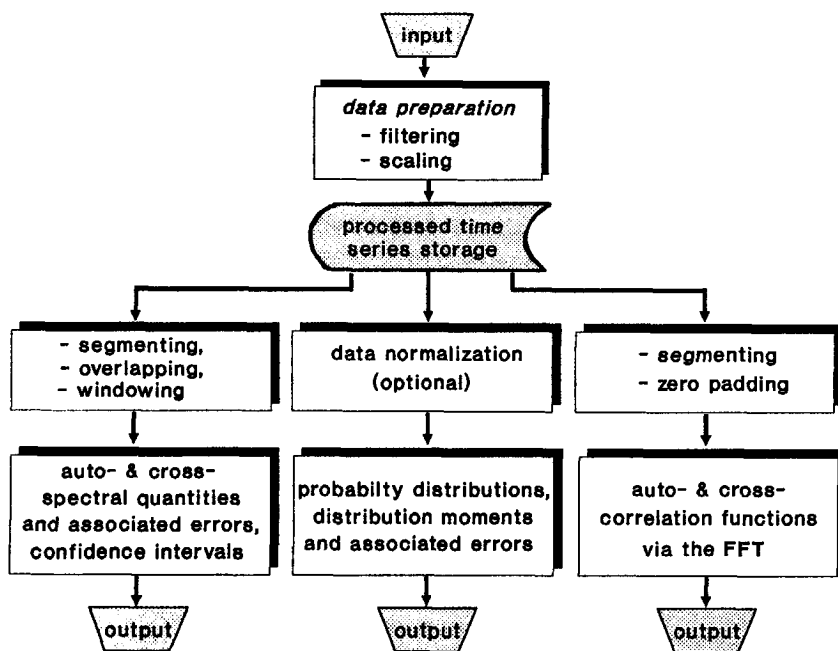 input
data preparation
- filtering
- scaling
processed time
series storage
- segmenting,
- overlapping,
- windowing
data normalization
(optional)
- segmenting
- zero padding
auto- & cross-
spectral quantities
and associated errors,
confidence intervals
probabilty distributions,
distribution moments
and associated errors
auto- & cross-
correlation functions
via the FFT
output
output
output